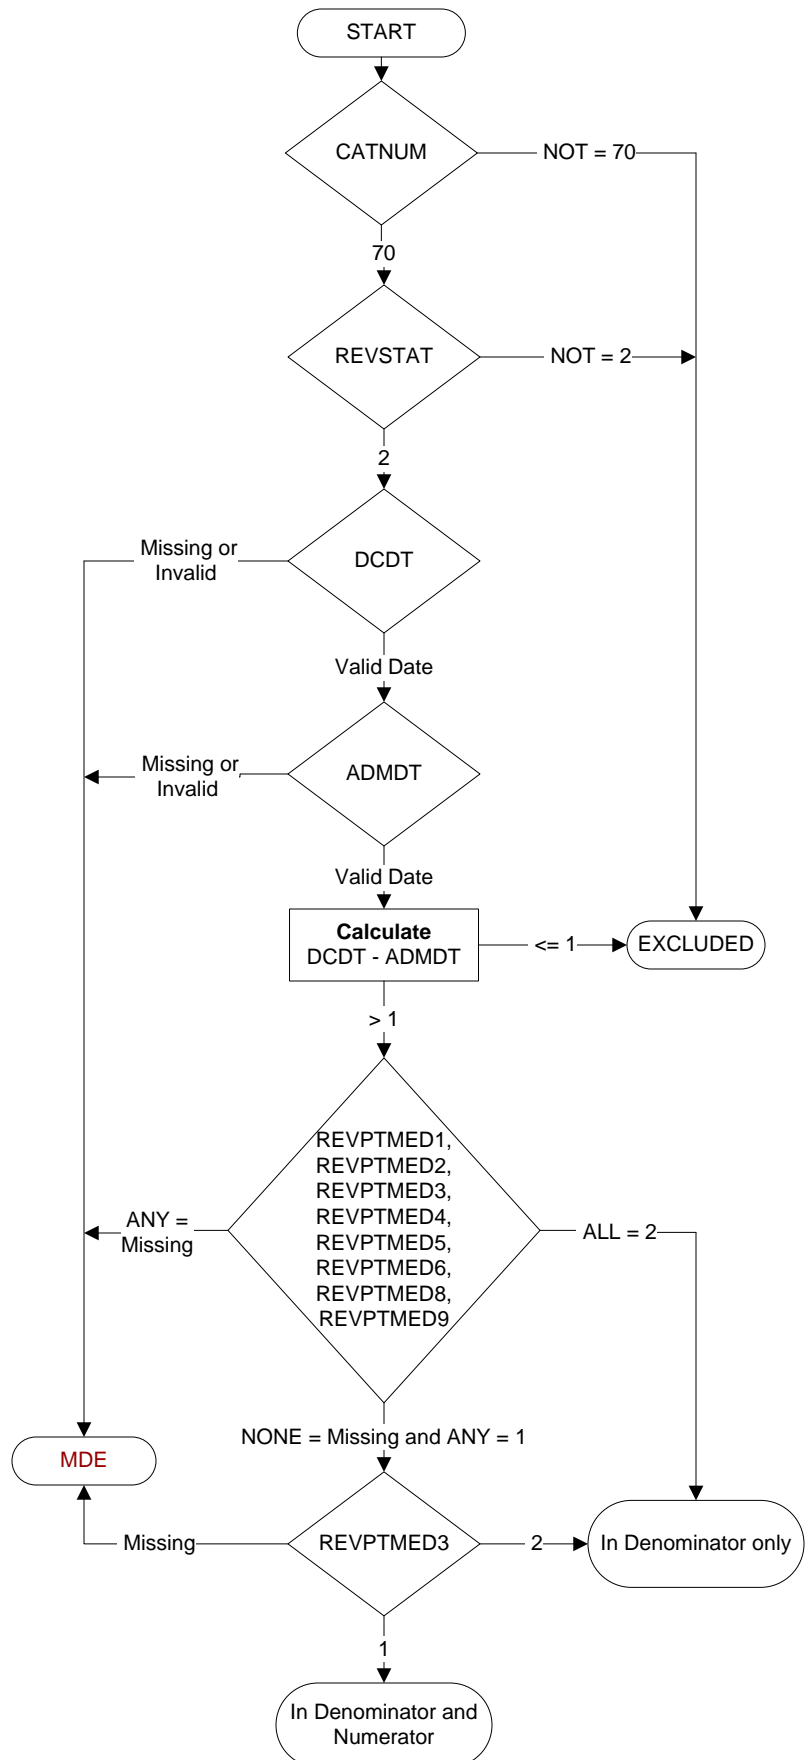 START
CATNUM
NOT = 70
70
REVSTAT
NOT = 2
2
Missing or
Invalid
DCDT
Valid Date
Missing or
Invalid
ADMDT
Valid Date
Calculate
DCDT - ADMDT
<= 1
EXCLUDED
> 1
REVPTMED1,
REVPTMED2,
REVPTMED3,
REVPTMED4,
REVPTMED5,
REVPTMED6,
REVPTMED8,
REVPTMED9
ANY =
Missing
ALL = 2
NONE = Missing and ANY = 1
MDE
Missing
REVPTMED3
2
In Denominator only
1
In Denominator and
Numerator